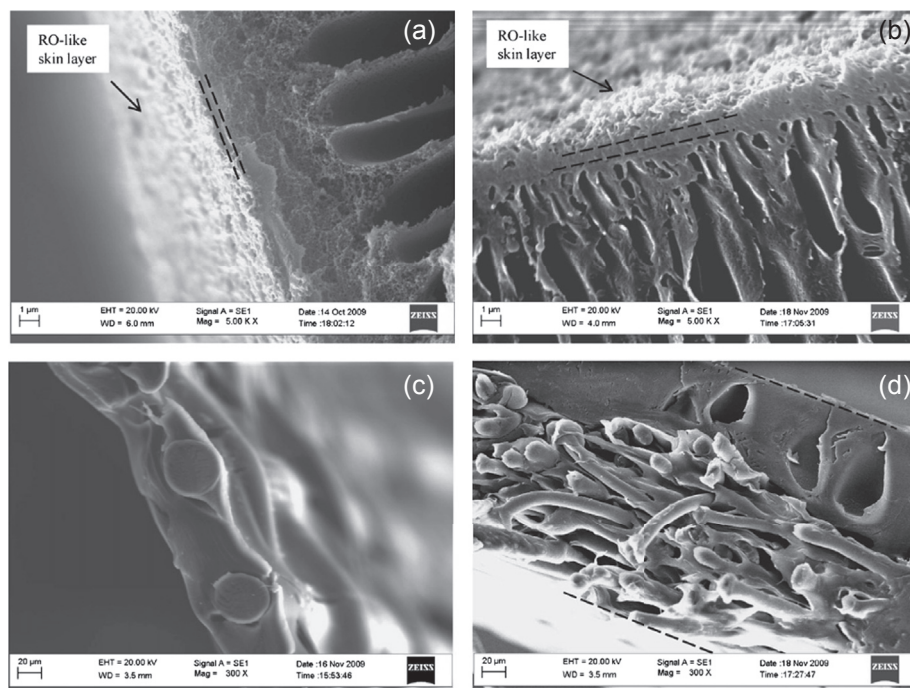 (a)
RO-like
skin layer
1 µm
EHT = 20.00 kV
WD = 6.0 mm
Signal A = SE1
Mag = 5.00 K X
Date :14 Oct 2009
Time :18:02:12
ZEISS
(b)
RO-like
skin layer
1 µm
EHT = 20.00 kV
WD = 4.0 mm
Signal A = SE1
Mag = 5.00 K X
Date :18 Nov 2009
Time :17:05:31
ZEISS
(c)
20 µm
EHT = 20.00 kV
WD = 3.5 mm
Signal A = SE1
Mag = 300 X
Date :16 Nov 2009
Time :15:53:46
ZEISS
(d)
20 µm
EHT = 20.00 kV
WD = 3.5 mm
Signal A = SE1
Mag = 300 X
Date :18 Nov 2009
Time :17:27:47
ZEISS